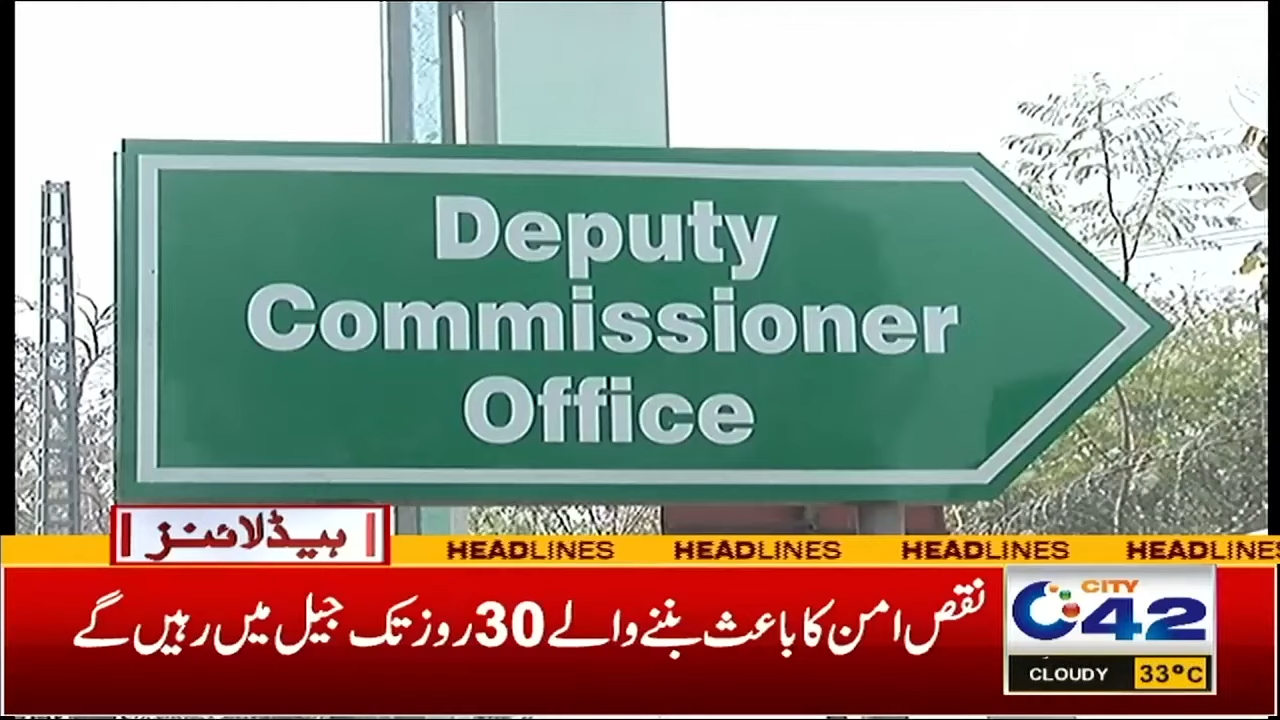 Deputy
Commissioner
Office
ہیڈلائنز
HEADLINES HEADLINES HEADLINES HEADLINES
نقص امن کا باعث بننے والے 30 روز تک جیل میں رہیں گے
CITY
42
CLOUDY 33°C